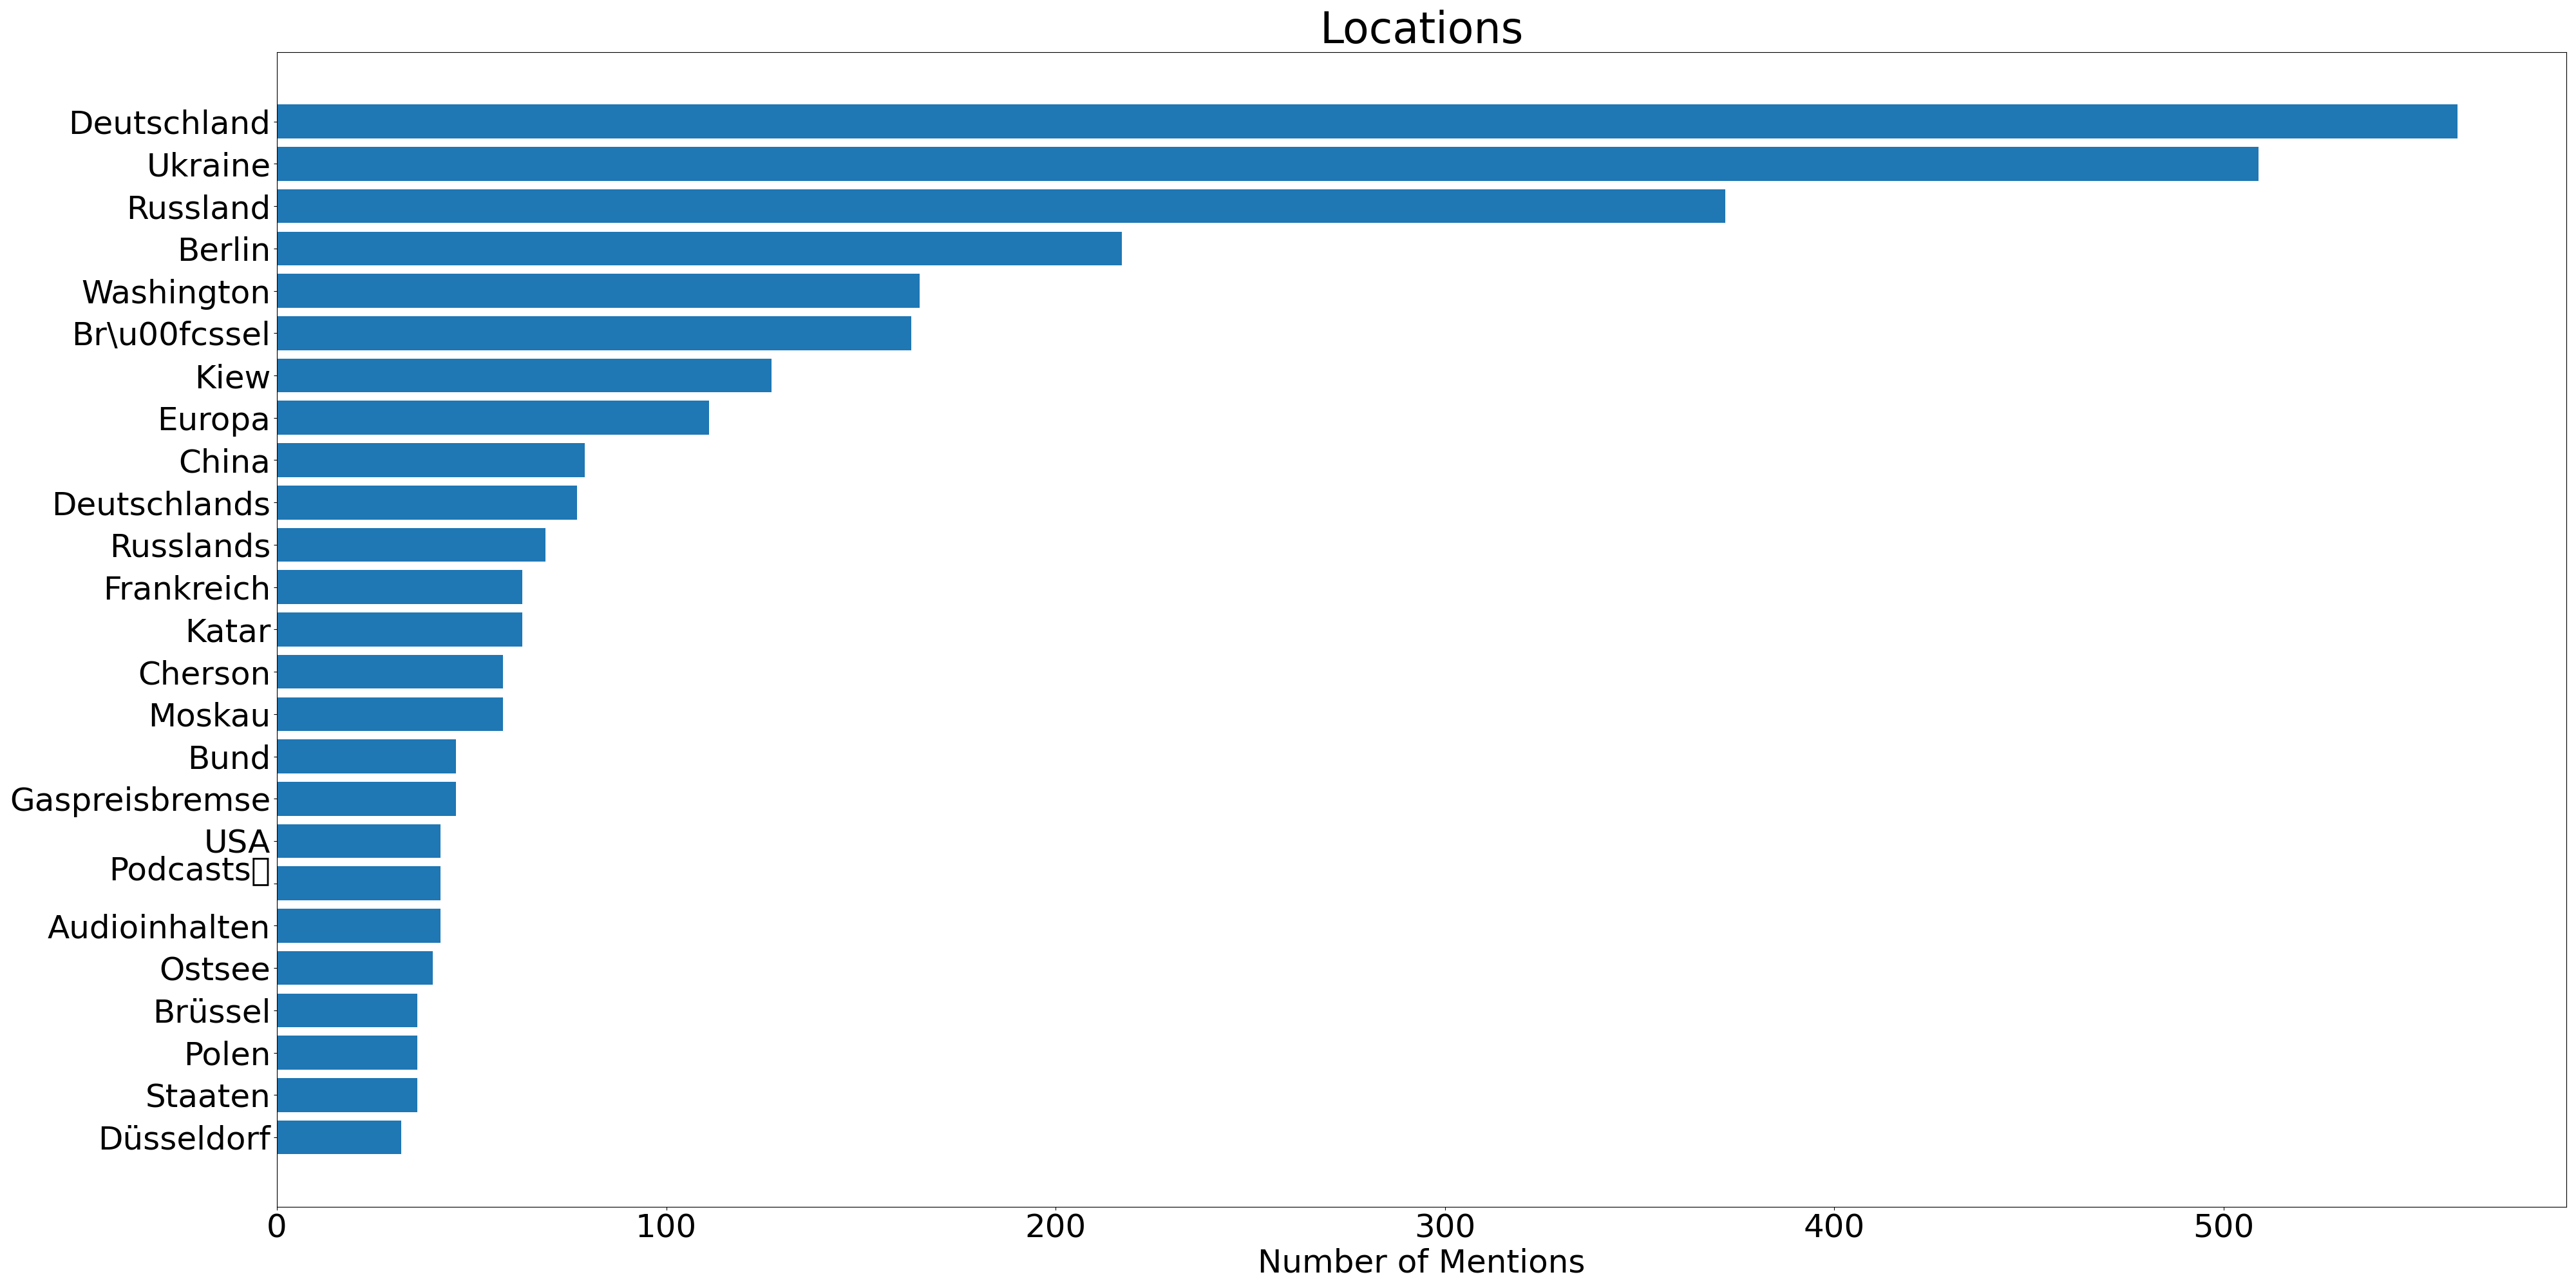 Locations
Deutschland
Ukraine
Russland
Berlin
Washington
Br\u00fcssel
Kiew
Europa
China
Deutschlands
Russlands
Frankreich
Katar
Cherson
Moskau
Bund
Gaspreisbremse
USA
Podcasts
Audioinhalten
Ostsee
Brüssel
Polen
Staaten
Düsseldorf
0 100 200 300 400 500
Number of Mentions